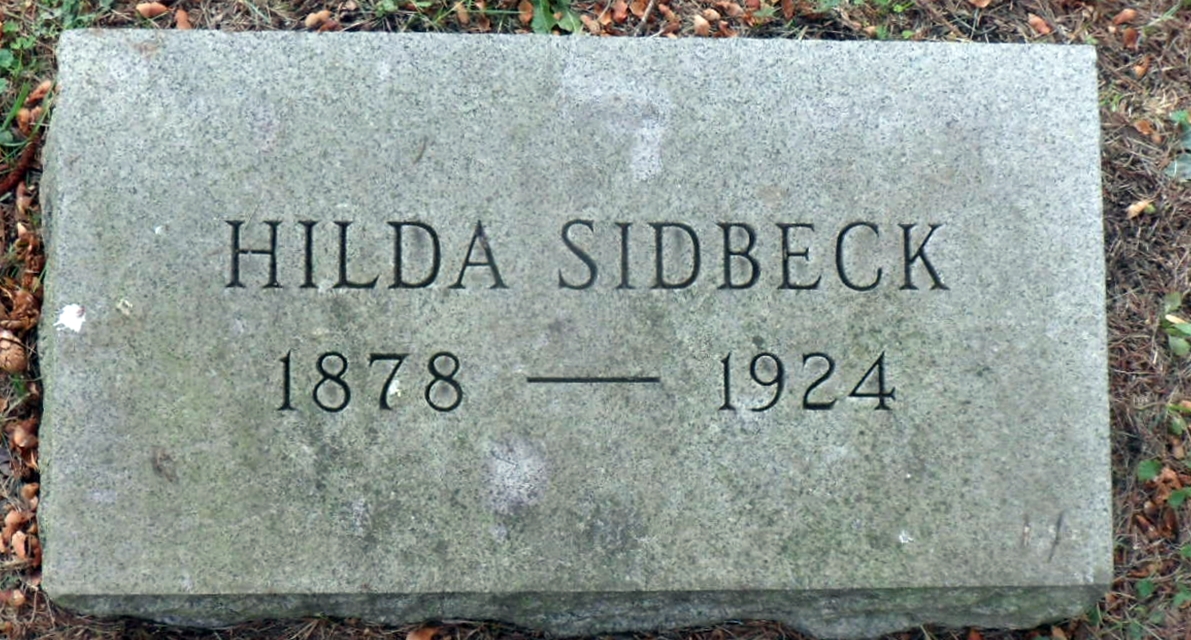 HILDA SIDBECK
1878 — 1924